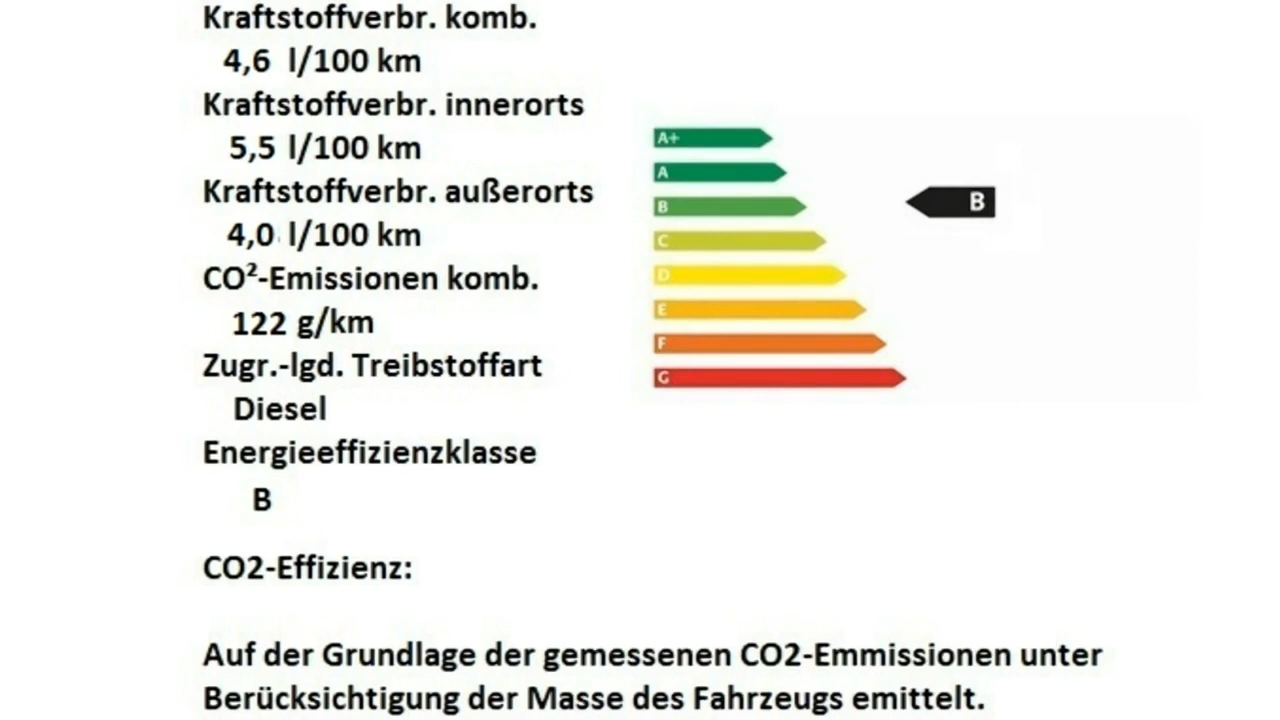 Kraftstoffverbr. komb.
4,6 l/100 km
Kraftstoffverbr. innerorts
5,5 l/100 km
Kraftstoffverbr. außerorts
4,0 l/100 km
CO²-Emissionen komb.
122 g/km
Zugr.-lgd. Treibstoffart
Diesel
Energieeffizienzklasse
B
A+
A
B
B
C
D
E
F
G
CO2-Effizienz:
Auf der Grundlage der gemessenen CO2-Emmissionen unter
Berücksichtigung der Masse des Fahrzeugs emittelt.